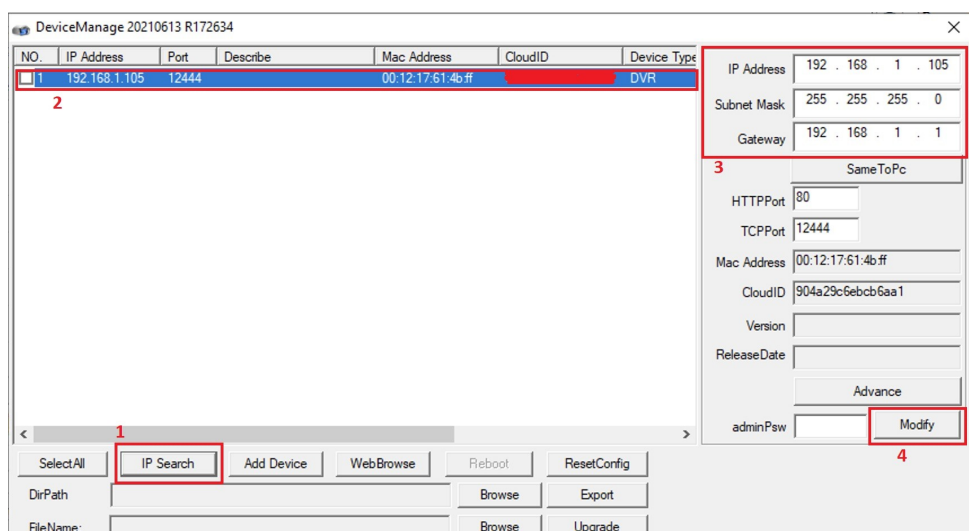 DeviceManage 20210613 R172634
NO. IP Address Port Describe Mac Address CloudID Device Type
1 192.168.1.105 12444 00:12:17:61:4b:ff DVR
2
IP Address 192 . 168 . 1 . 105
Subnet Mask 255 . 255 . 255 . 0
Gateway 192 . 168 . 1 . 1
3
SameToPc
HTTPPort 80
TCPPort 12444
Mac Address 00:12:17:61:4b:ff
CloudID 904a29c6ebcb6aa1
Version
ReleaseDate
Advance
adminPsw Modify
4
1
SelectAll IP Search Add Device WebBrowse Reboot ResetConfig
DirPath Browse Export
FileName: Browse Upgrade